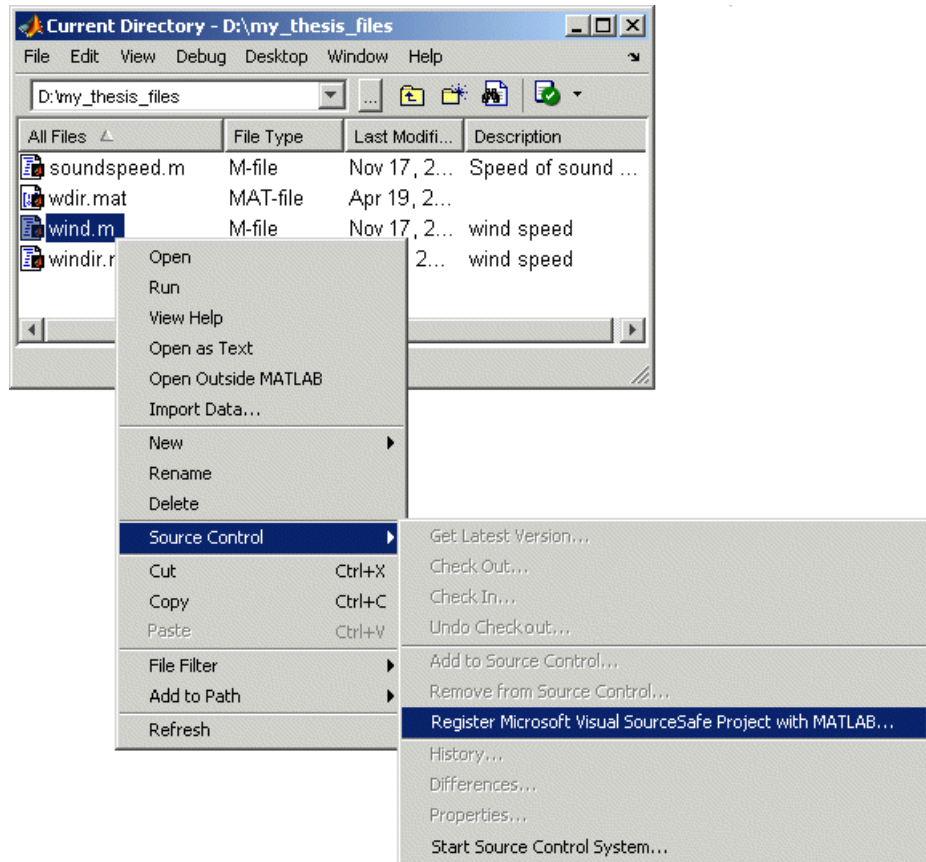 Current Directory - D:\my_thesis_files
File Edit View Debug Desktop Window Help
D:\my_thesis_files ...
All Files File Type Last Modifi... Description
soundspeed.m M-file Nov 17, 2... Speed of sound ...
wdir.mat MAT-file Apr 19, 2...
wind.m M-file Nov 17, 2... wind speed
windir. 2... wind speed
Open
Run
View Help
Open as Text
Open Outside MATLAB
Import Data...
New
Rename
Delete
Source Control
Cut Ctrl+X
Copy Ctrl+C
Paste Ctrl+V
File Filter
Add to Path
Refresh
Get Latest Version...
Check Out...
Check In...
Undo Checkout...
Add to Source Control...
Remove from Source Control...
Register Microsoft Visual SourceSafe Project with MATLAB...
History...
Differences...
Properties...
Start Source Control System...